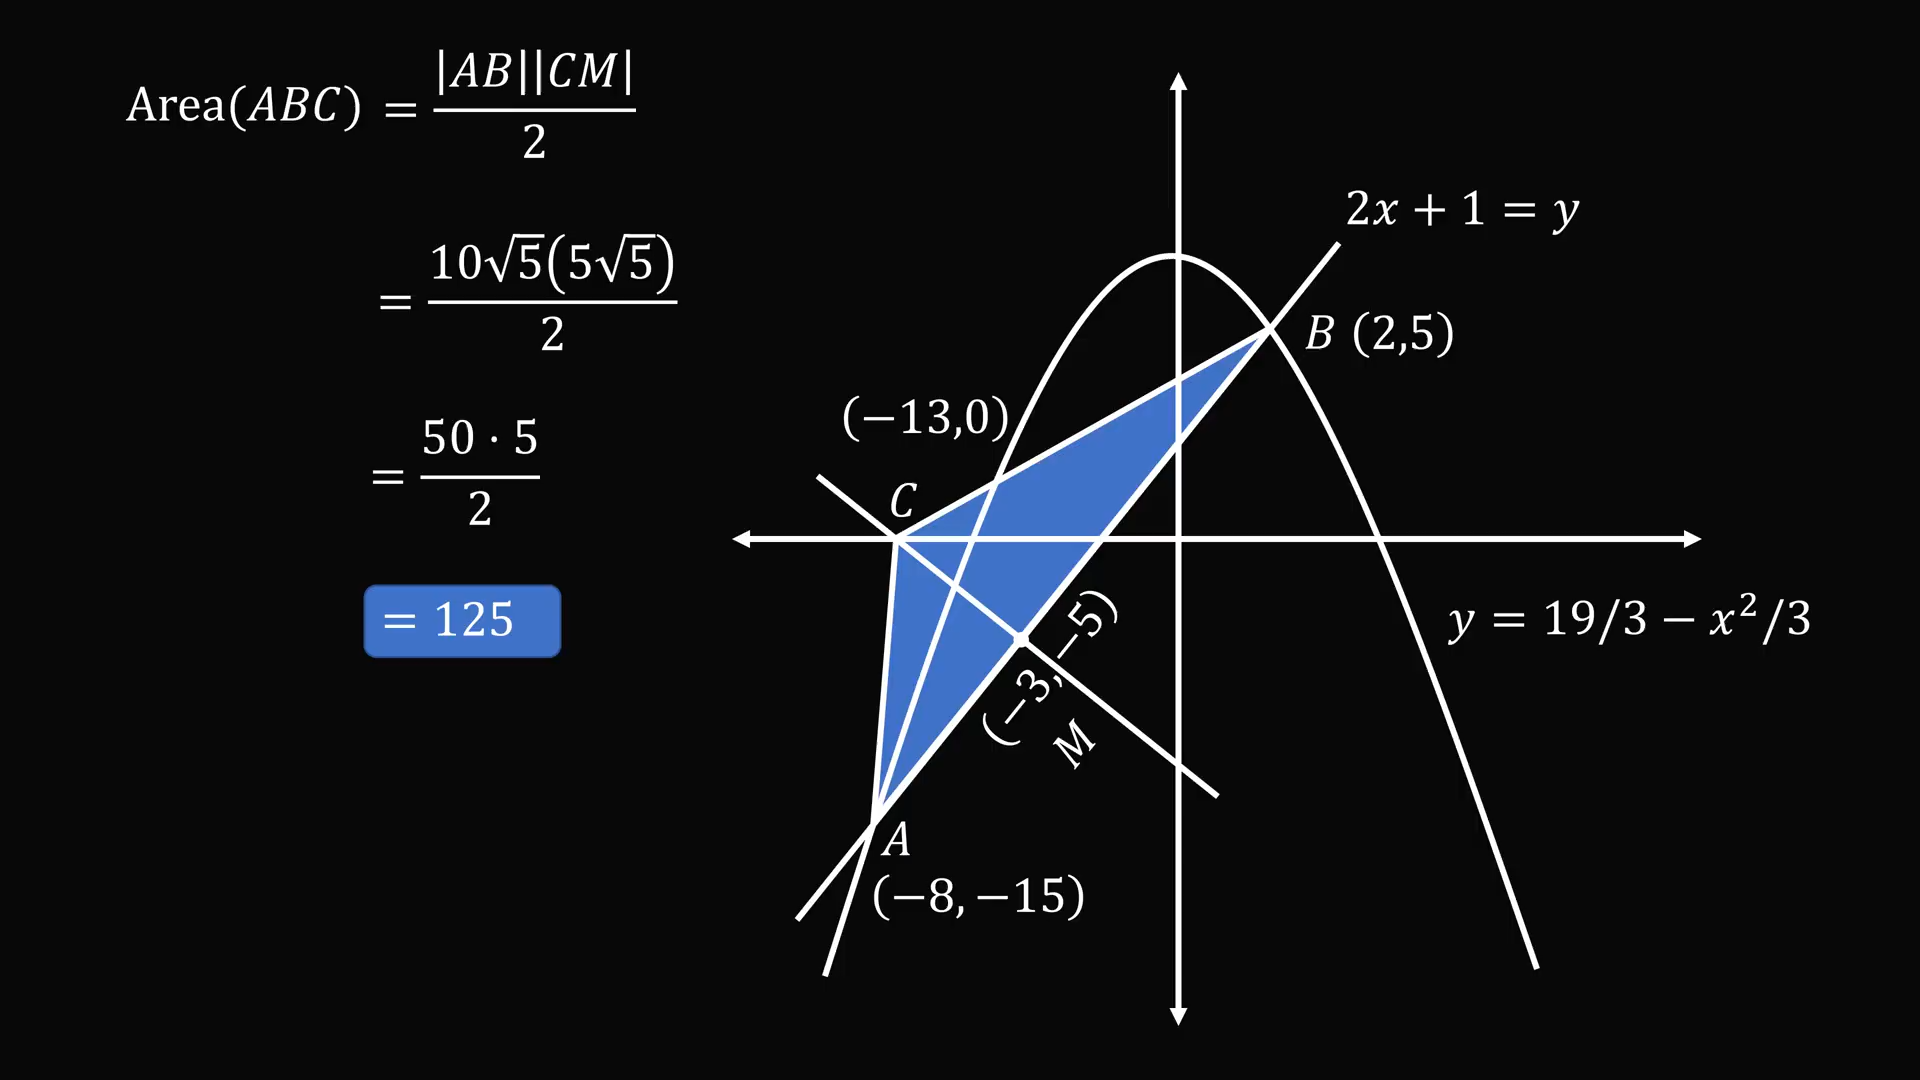 Area(ABC) = |AB||CM|/2
= 10√5(5√5)/2
= 50 · 5/2
= 125
2x + 1 = y
B (2,5)
(−13,0)
C
(−3, −5)
M
y = 19/3 − x²/3
A
(−8, −15)